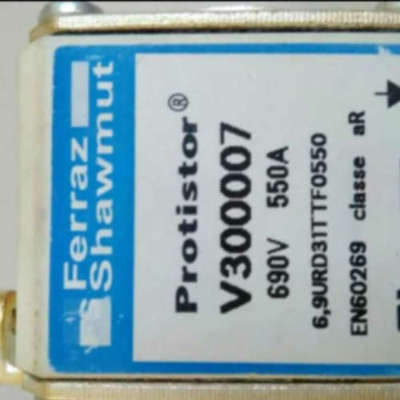 Ferraz
Shawmut
Protistor®
V300007
690V 550A
6,9URD31TTF0550
EN60269 classe aR